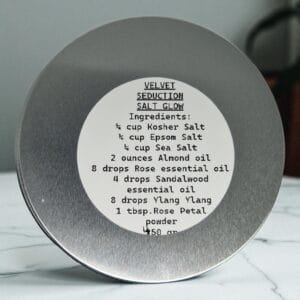 VELVET
SEDUCTION
SALT GLOW
Ingredients:
¼ cup Kosher Salt
¼ cup Epsom Salt
¼ cup Sea Salt
2 ounces Almond oil
8 drops Rose essential oil
4 drops Sandalwood
essential oil
8 drops Ylang Ylang
1 tbsp.Rose Petal
powder
gr